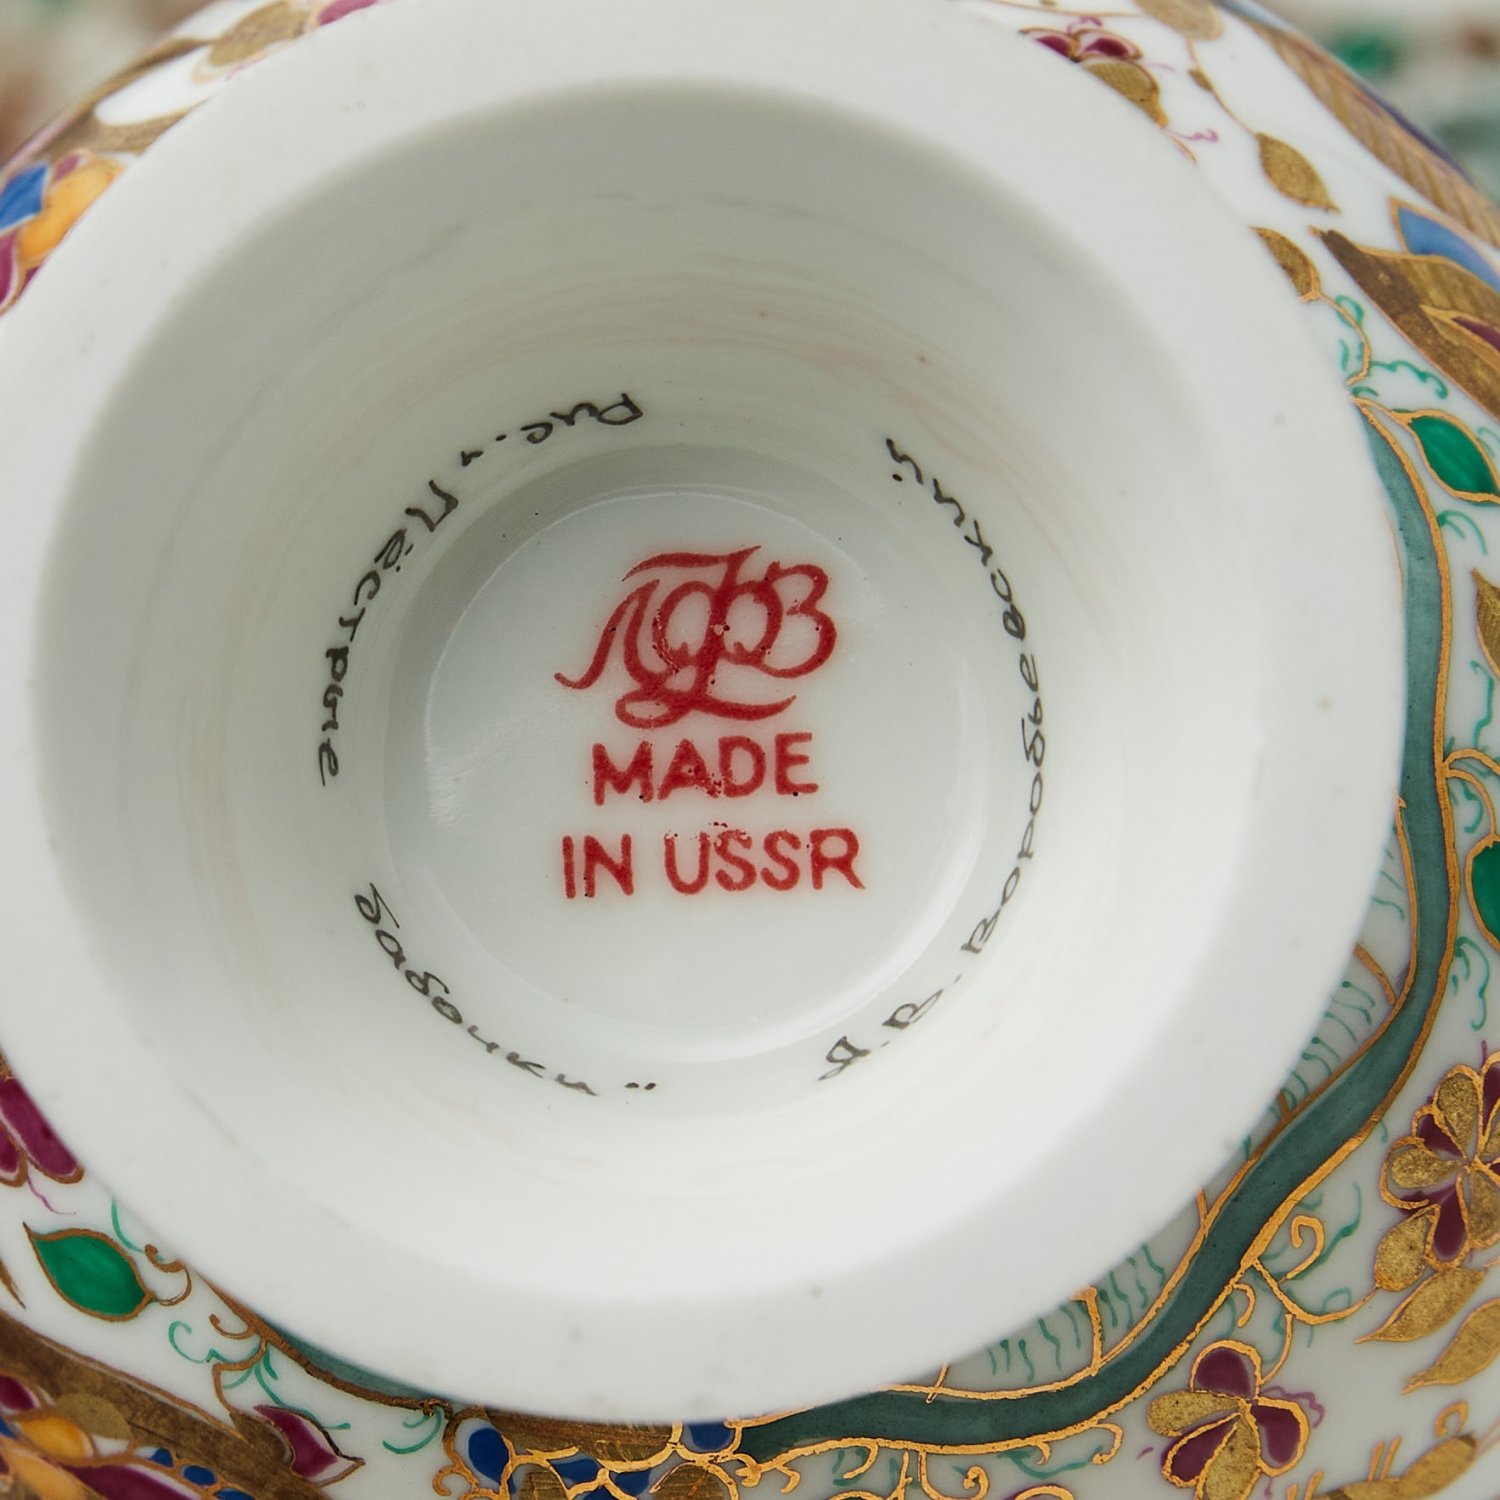 ЛФЗ
MADE
IN USSR
Рис. "Пёстрые
бабочки"
Я.В. Воробьевский